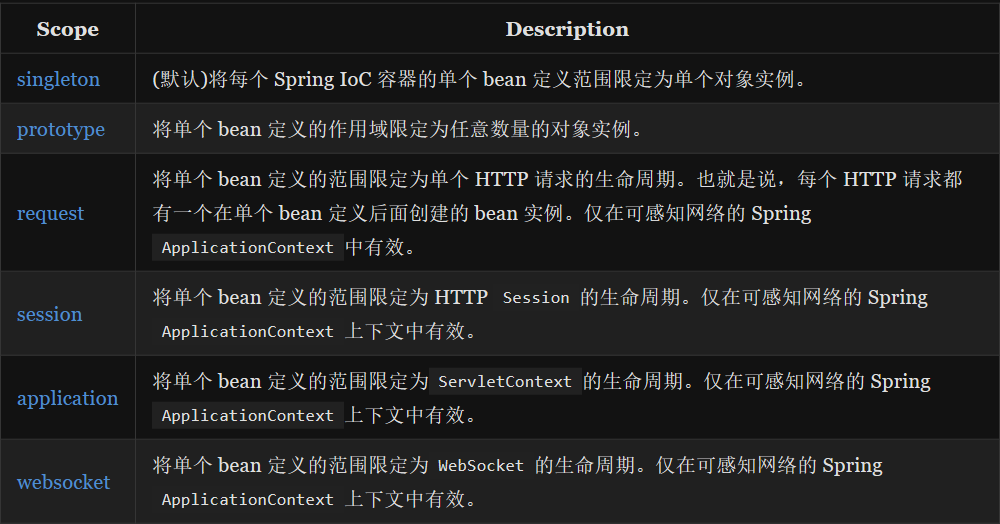 Scope Description
singleton (默认)将每个 Spring IoC 容器的单个 bean 定义范围限定为单个对象实例。
prototype 将单个 bean 定义的作用域限定为任意数量的对象实例。
将单个 bean 定义的范围限定为单个 HTTP 请求的生命周期。也就是说，每个 HTTP 请求都
request 有一个在单个 bean 定义后面创建的 bean 实例。仅在可感知网络的 Spring
ApplicationContext 中有效。
将单个 bean 定义的范围限定为 HTTP Session 的生命周期。仅在可感知网络的 Spring
session
ApplicationContext 上下文中有效。
将单个 bean 定义的范围限定为 ServletContext 的生命周期。仅在可感知网络的 Spring
application
ApplicationContext 上下文中有效。
将单个 bean 定义的范围限定为 WebSocket 的生命周期。仅在可感知网络的 Spring
websocket
ApplicationContext 上下文中有效。